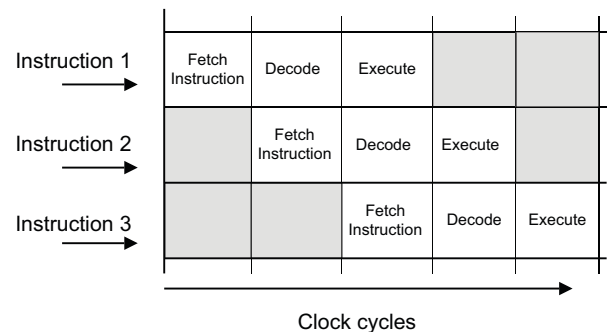 Instruction 1
Fetch
Instruction
Decode
Execute
Instruction 2
Fetch
Instruction
Decode
Execute
Instruction 3
Fetch
Instruction
Decode
Execute
Clock cycles